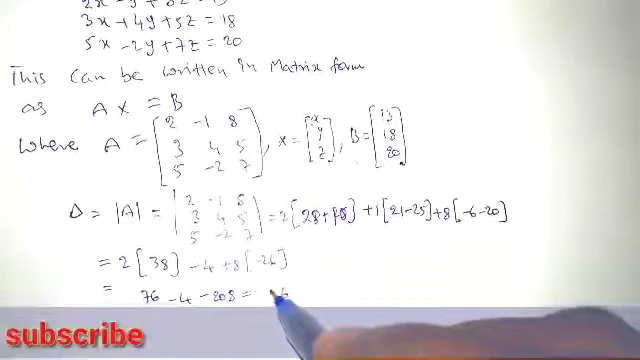 3x + 4y + 5z = 18
5x - 2y + 7z = 20
This can be written in Matrix form
as AX = B
where A = [2 -1 8
3 4 5
5 -2 7], X = [x
y
z], B = [13
18
20]
Δ = |A| = |2 -1 8
3 4 5
5 -2 7| = 2[28+10] + 1[21-25] + 8[-6-20]
= 2[38] - 4 + 8[-26]
= 76 - 4 - 208 =
subscribe